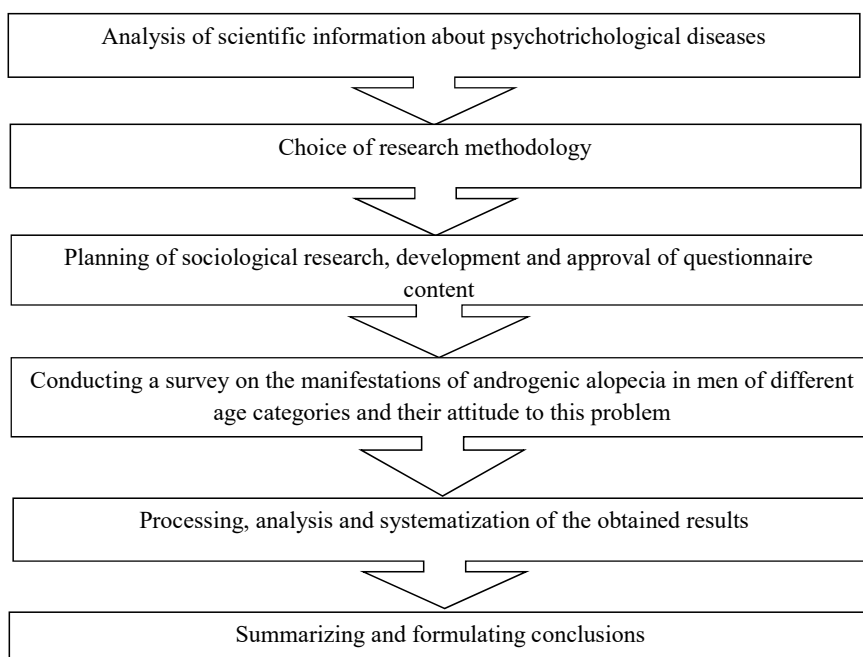 Analysis of scientific information about psychotrichological diseases
Choice of research methodology
Planning of sociological research, development and approval of questionnaire
content
Conducting a survey on the manifestations of androgenic alopecia in men of different
age categories and their attitude to this problem
Processing, analysis and systematization of the obtained results
Summarizing and formulating conclusions